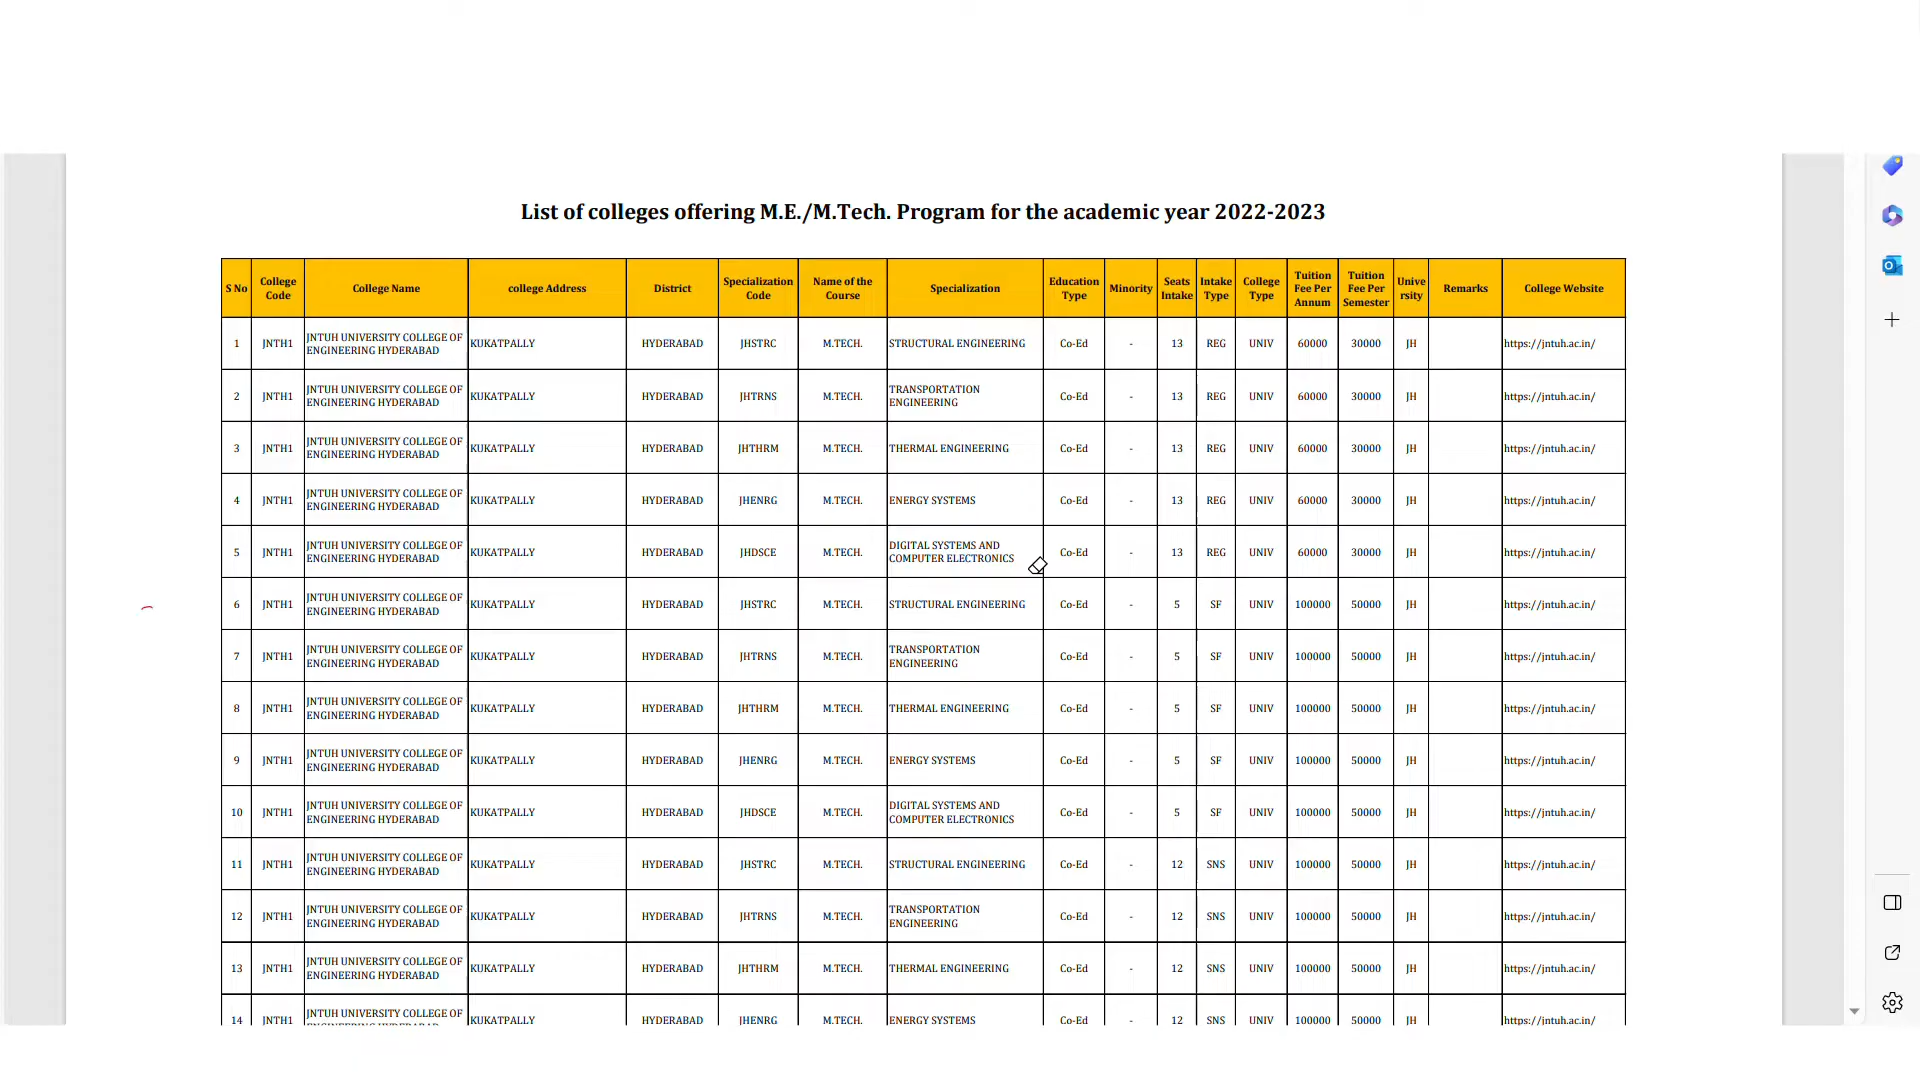 List of colleges offering M.E./M.Tech. Program for the academic year 2022-2023
S No College Code College Name college Address District Specialization Code Name of the Course Specialization Education Type Minority Seats Intake Intake Type College Type Tuition Fee Per Annum Tuition Fee Per Semester Unive rsity Remarks College Website
1 JNTH1 JNTUH UNIVERSITY COLLEGE OF ENGINEERING HYDERABAD KUKATPALLY HYDERABAD JHSTRC M.TECH. STRUCTURAL ENGINEERING Co-Ed - 13 REG UNIV 60000 30000 JH https://jntuh.ac.in/
2 JNTH1 JNTUH UNIVERSITY COLLEGE OF ENGINEERING HYDERABAD KUKATPALLY HYDERABAD JHTRNS M.TECH. TRANSPORTATION ENGINEERING Co-Ed - 13 REG UNIV 60000 30000 JH https://jntuh.ac.in/
3 JNTH1 JNTUH UNIVERSITY COLLEGE OF ENGINEERING HYDERABAD KUKATPALLY HYDERABAD JHTHRM M.TECH. THERMAL ENGINEERING Co-Ed - 13 REG UNIV 60000 30000 JH https://jntuh.ac.in/
4 JNTH1 JNTUH UNIVERSITY COLLEGE OF ENGINEERING HYDERABAD KUKATPALLY HYDERABAD JHENRG M.TECH. ENERGY SYSTEMS Co-Ed - 13 REG UNIV 60000 30000 JH https://jntuh.ac.in/
5 JNTH1 JNTUH UNIVERSITY COLLEGE OF ENGINEERING HYDERABAD KUKATPALLY HYDERABAD JHDSCE M.TECH. DIGITAL SYSTEMS AND COMPUTER ELECTRONICS Co-Ed - 13 REG UNIV 60000 30000 JH https://jntuh.ac.in/
6 JNTH1 JNTUH UNIVERSITY COLLEGE OF ENGINEERING HYDERABAD KUKATPALLY HYDERABAD JHSTRC M.TECH. STRUCTURAL ENGINEERING Co-Ed - 5 SF UNIV 100000 50000 JH https://jntuh.ac.in/
7 JNTH1 JNTUH UNIVERSITY COLLEGE OF ENGINEERING HYDERABAD KUKATPALLY HYDERABAD JHTRNS M.TECH. TRANSPORTATION ENGINEERING Co-Ed - 5 SF UNIV 100000 50000 JH https://jntuh.ac.in/
8 JNTH1 JNTUH UNIVERSITY COLLEGE OF ENGINEERING HYDERABAD KUKATPALLY HYDERABAD JHTHRM M.TECH. THERMAL ENGINEERING Co-Ed - 5 SF UNIV 100000 50000 JH https://jntuh.ac.in/
9 JNTH1 JNTUH UNIVERSITY COLLEGE OF ENGINEERING HYDERABAD KUKATPALLY HYDERABAD JHENRG M.TECH. ENERGY SYSTEMS Co-Ed - 5 SF UNIV 100000 50000 JH https://jntuh.ac.in/
10 JNTH1 JNTUH UNIVERSITY COLLEGE OF ENGINEERING HYDERABAD KUKATPALLY HYDERABAD JHDSCE M.TECH. DIGITAL SYSTEMS AND COMPUTER ELECTRONICS Co-Ed - 5 SF UNIV 100000 50000 JH https://jntuh.ac.in/
11 JNTH1 JNTUH UNIVERSITY COLLEGE OF ENGINEERING HYDERABAD KUKATPALLY HYDERABAD JHSTRC M.TECH. STRUCTURAL ENGINEERING Co-Ed - 12 SNS UNIV 100000 50000 JH https://jntuh.ac.in/
12 JNTH1 JNTUH UNIVERSITY COLLEGE OF ENGINEERING HYDERABAD KUKATPALLY HYDERABAD JHTRNS M.TECH. TRANSPORTATION ENGINEERING Co-Ed - 12 SNS UNIV 100000 50000 JH https://jntuh.ac.in/
13 JNTH1 JNTUH UNIVERSITY COLLEGE OF ENGINEERING HYDERABAD KUKATPALLY HYDERABAD JHTHRM M.TECH. THERMAL ENGINEERING Co-Ed - 12 SNS UNIV 100000 50000 JH https://jntuh.ac.in/
14 JNTH1 JNTUH UNIVERSITY COLLEGE OF KUKATPALLY HYDERABAD JHENRG M.TECH. ENERGY SYSTEMS Co-Ed - 12 SNS UNIV 100000 50000 JH https://jntuh.ac.in/